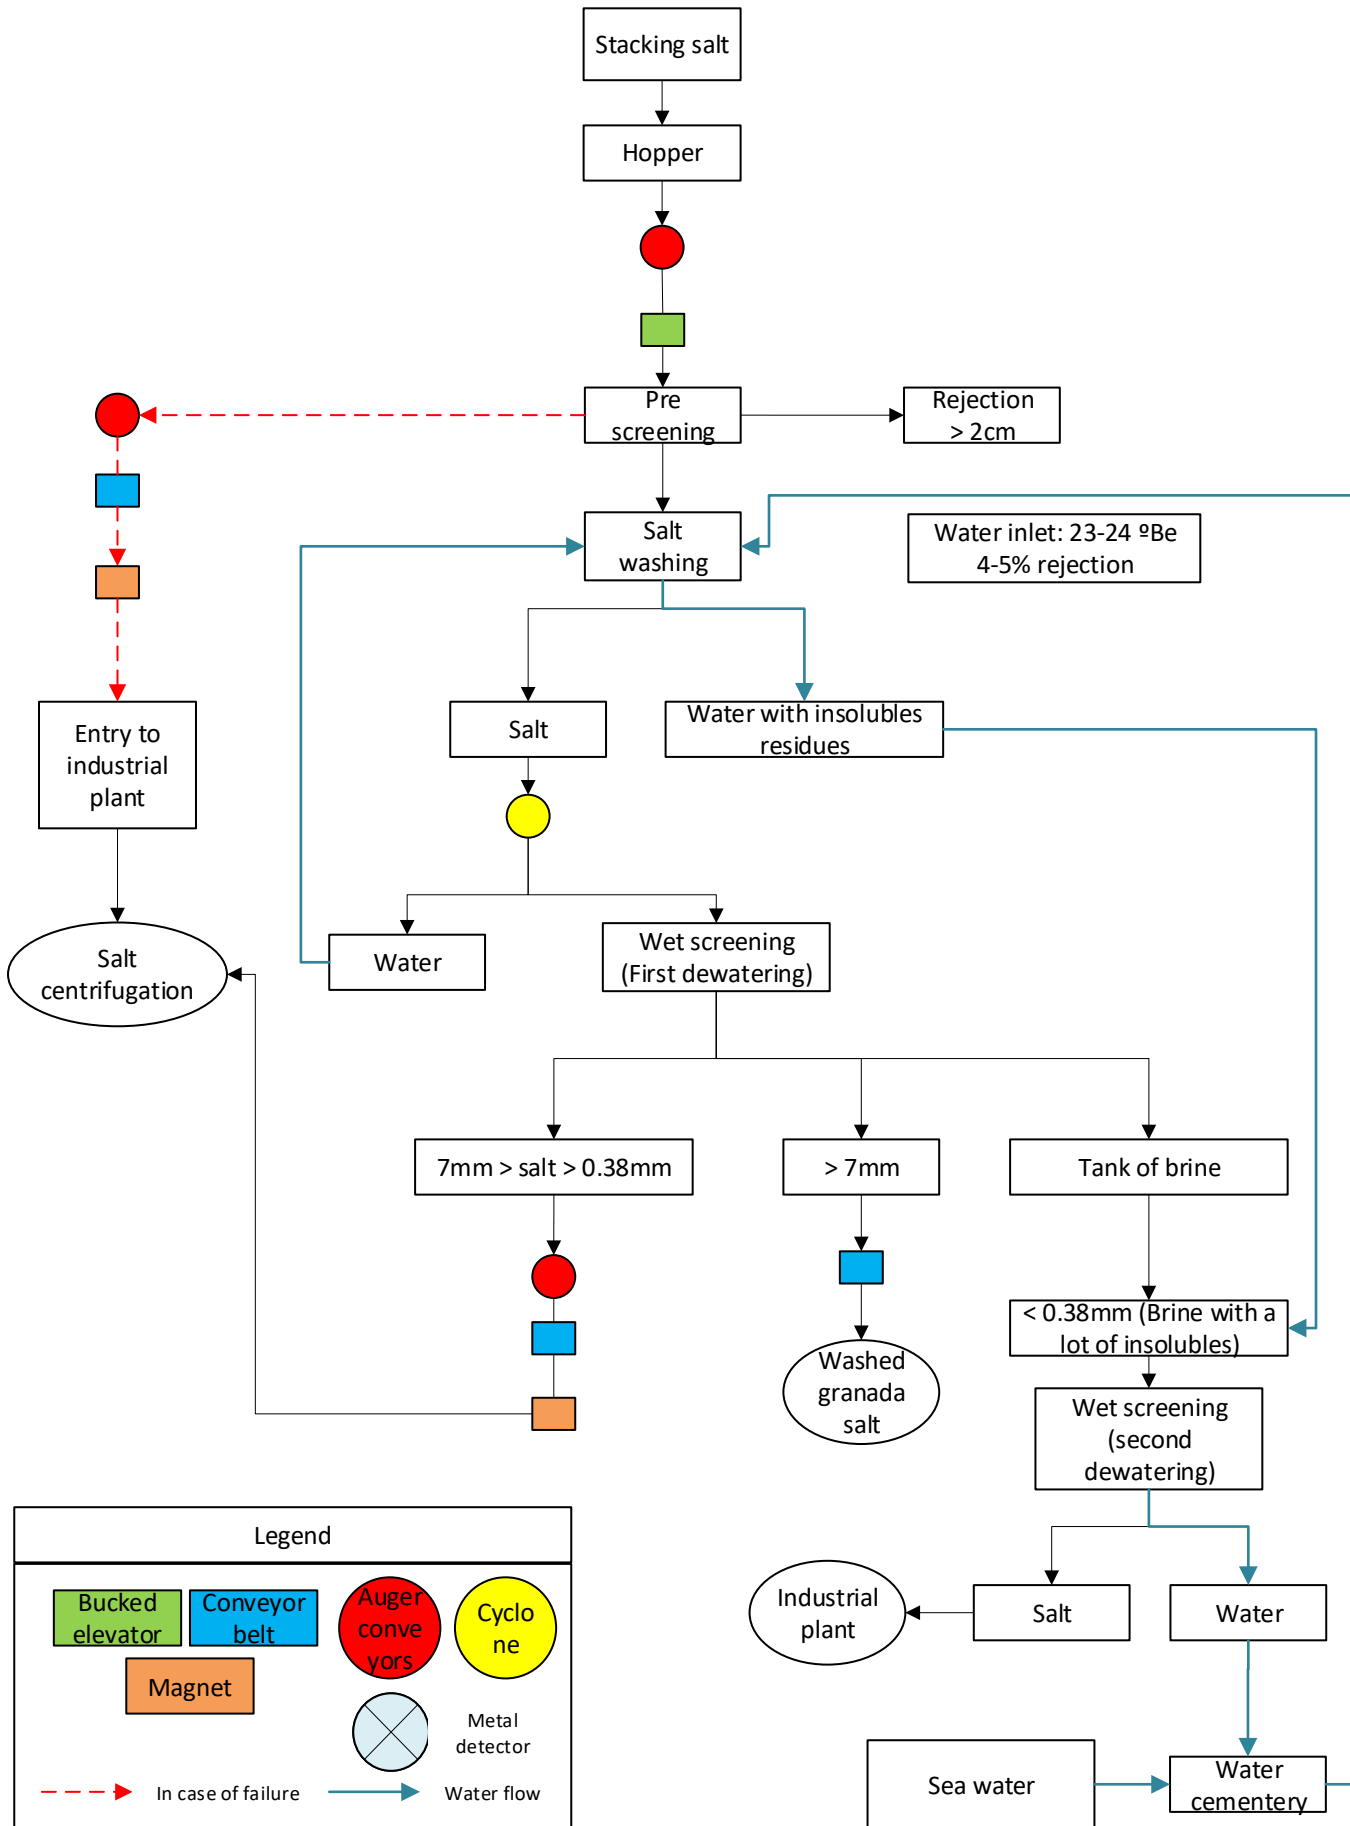 Stacking salt
Hopper
Pre
screening
Rejection
> 2cm
Salt
washing
Water inlet: 23-24 ºBe
4-5% rejection
Entry to
industrial
plant
Salt
Water with insolubles
residues
Salt
centrifugation
Water
Wet screening
(First dewatering)
7mm > salt > 0.38mm
> 7mm
Tank of brine
< 0.38mm (Brine with a
lot of insolubles)
Washed
granada
salt
Wet screening
(second
dewatering)
Industrial
plant
Salt
Water
Sea water
Water
cementery
Legend
Bucked
elevator
Conveyor
belt
Auger
conve
yors
Cyclo
ne
Magnet
Metal
detector
In case of failure
Water flow